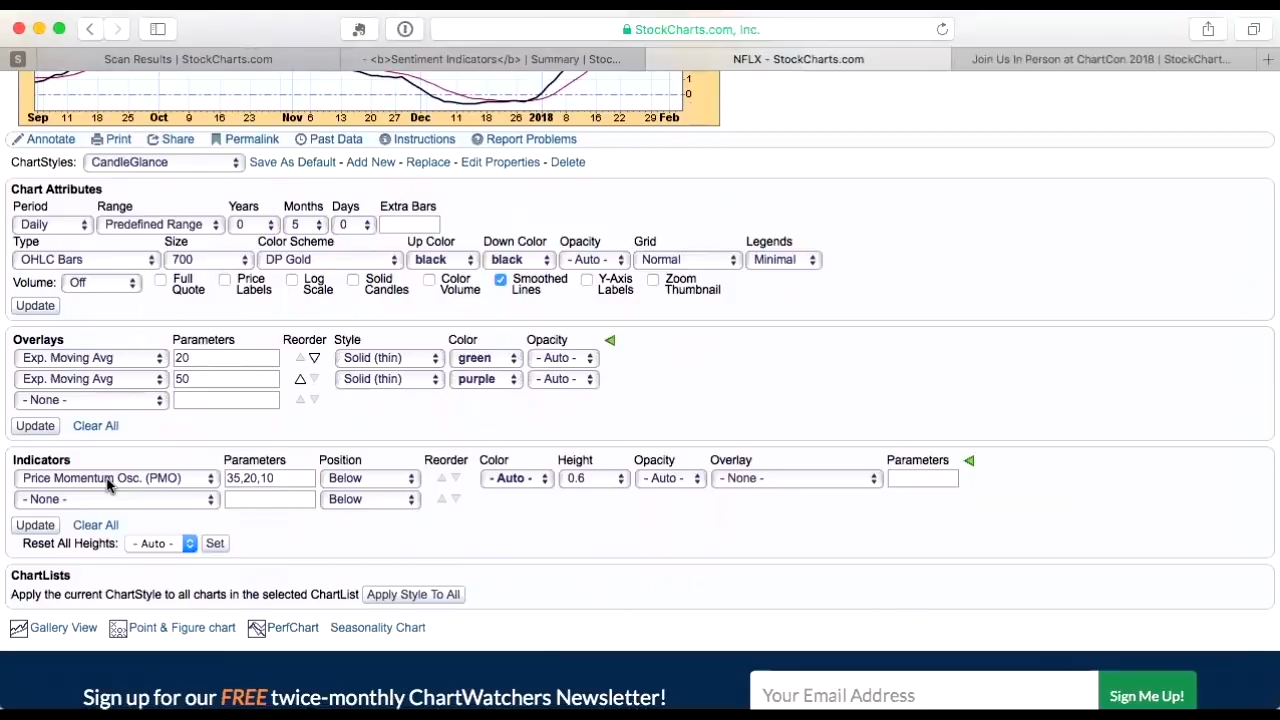 StockCharts.com, Inc.
S
Scan Results | StockCharts.com
- <b>Sentiment Indicators</b> | Summary | Stoc...
NFLX - StockCharts.com
Join Us In Person at ChartCon 2018 | StockChart...
1
0
Sep 11 18 25 Oct 9 16 23 Nov 6 13 20 27 Dec 11 18 26 2018 8 16 22 29 Feb
Annotate Print Share Permalink Past Data Instructions Report Problems
ChartStyles: CandleGlance Save As Default - Add New - Replace - Edit Properties - Delete
Chart Attributes
Period Range Years Months Days Extra Bars
Daily Predefined Range 0 5 0
Type Size Color Scheme Up Color Down Color Opacity Grid Legends
OHLC Bars 700 DP Gold black black - Auto - Normal Minimal
Volume: Off Full Quote Price Labels Log Scale Solid Candles Color Volume Smoothed Lines Y-Axis Labels Zoom Thumbnail
Update
Overlays Parameters Reorder Style Color Opacity
Exp. Moving Avg 20 Solid (thin) green - Auto -
Exp. Moving Avg 50 Solid (thin) purple - Auto -
- None -
Update Clear All
Indicators Parameters Position Reorder Color Height Opacity Overlay Parameters
Price Momentum Osc. (PMO) 35,20,10 Below - Auto - 0.6 - Auto - - None -
- None - Below
Update Clear All
Reset All Heights: - Auto - Set
ChartLists
Apply the current ChartStyle to all charts in the selected ChartList Apply Style To All
Gallery View Point & Figure chart PerfChart Seasonality Chart
Sign up for our FREE twice-monthly ChartWatchers Newsletter! Your Email Address Sign Me Up!